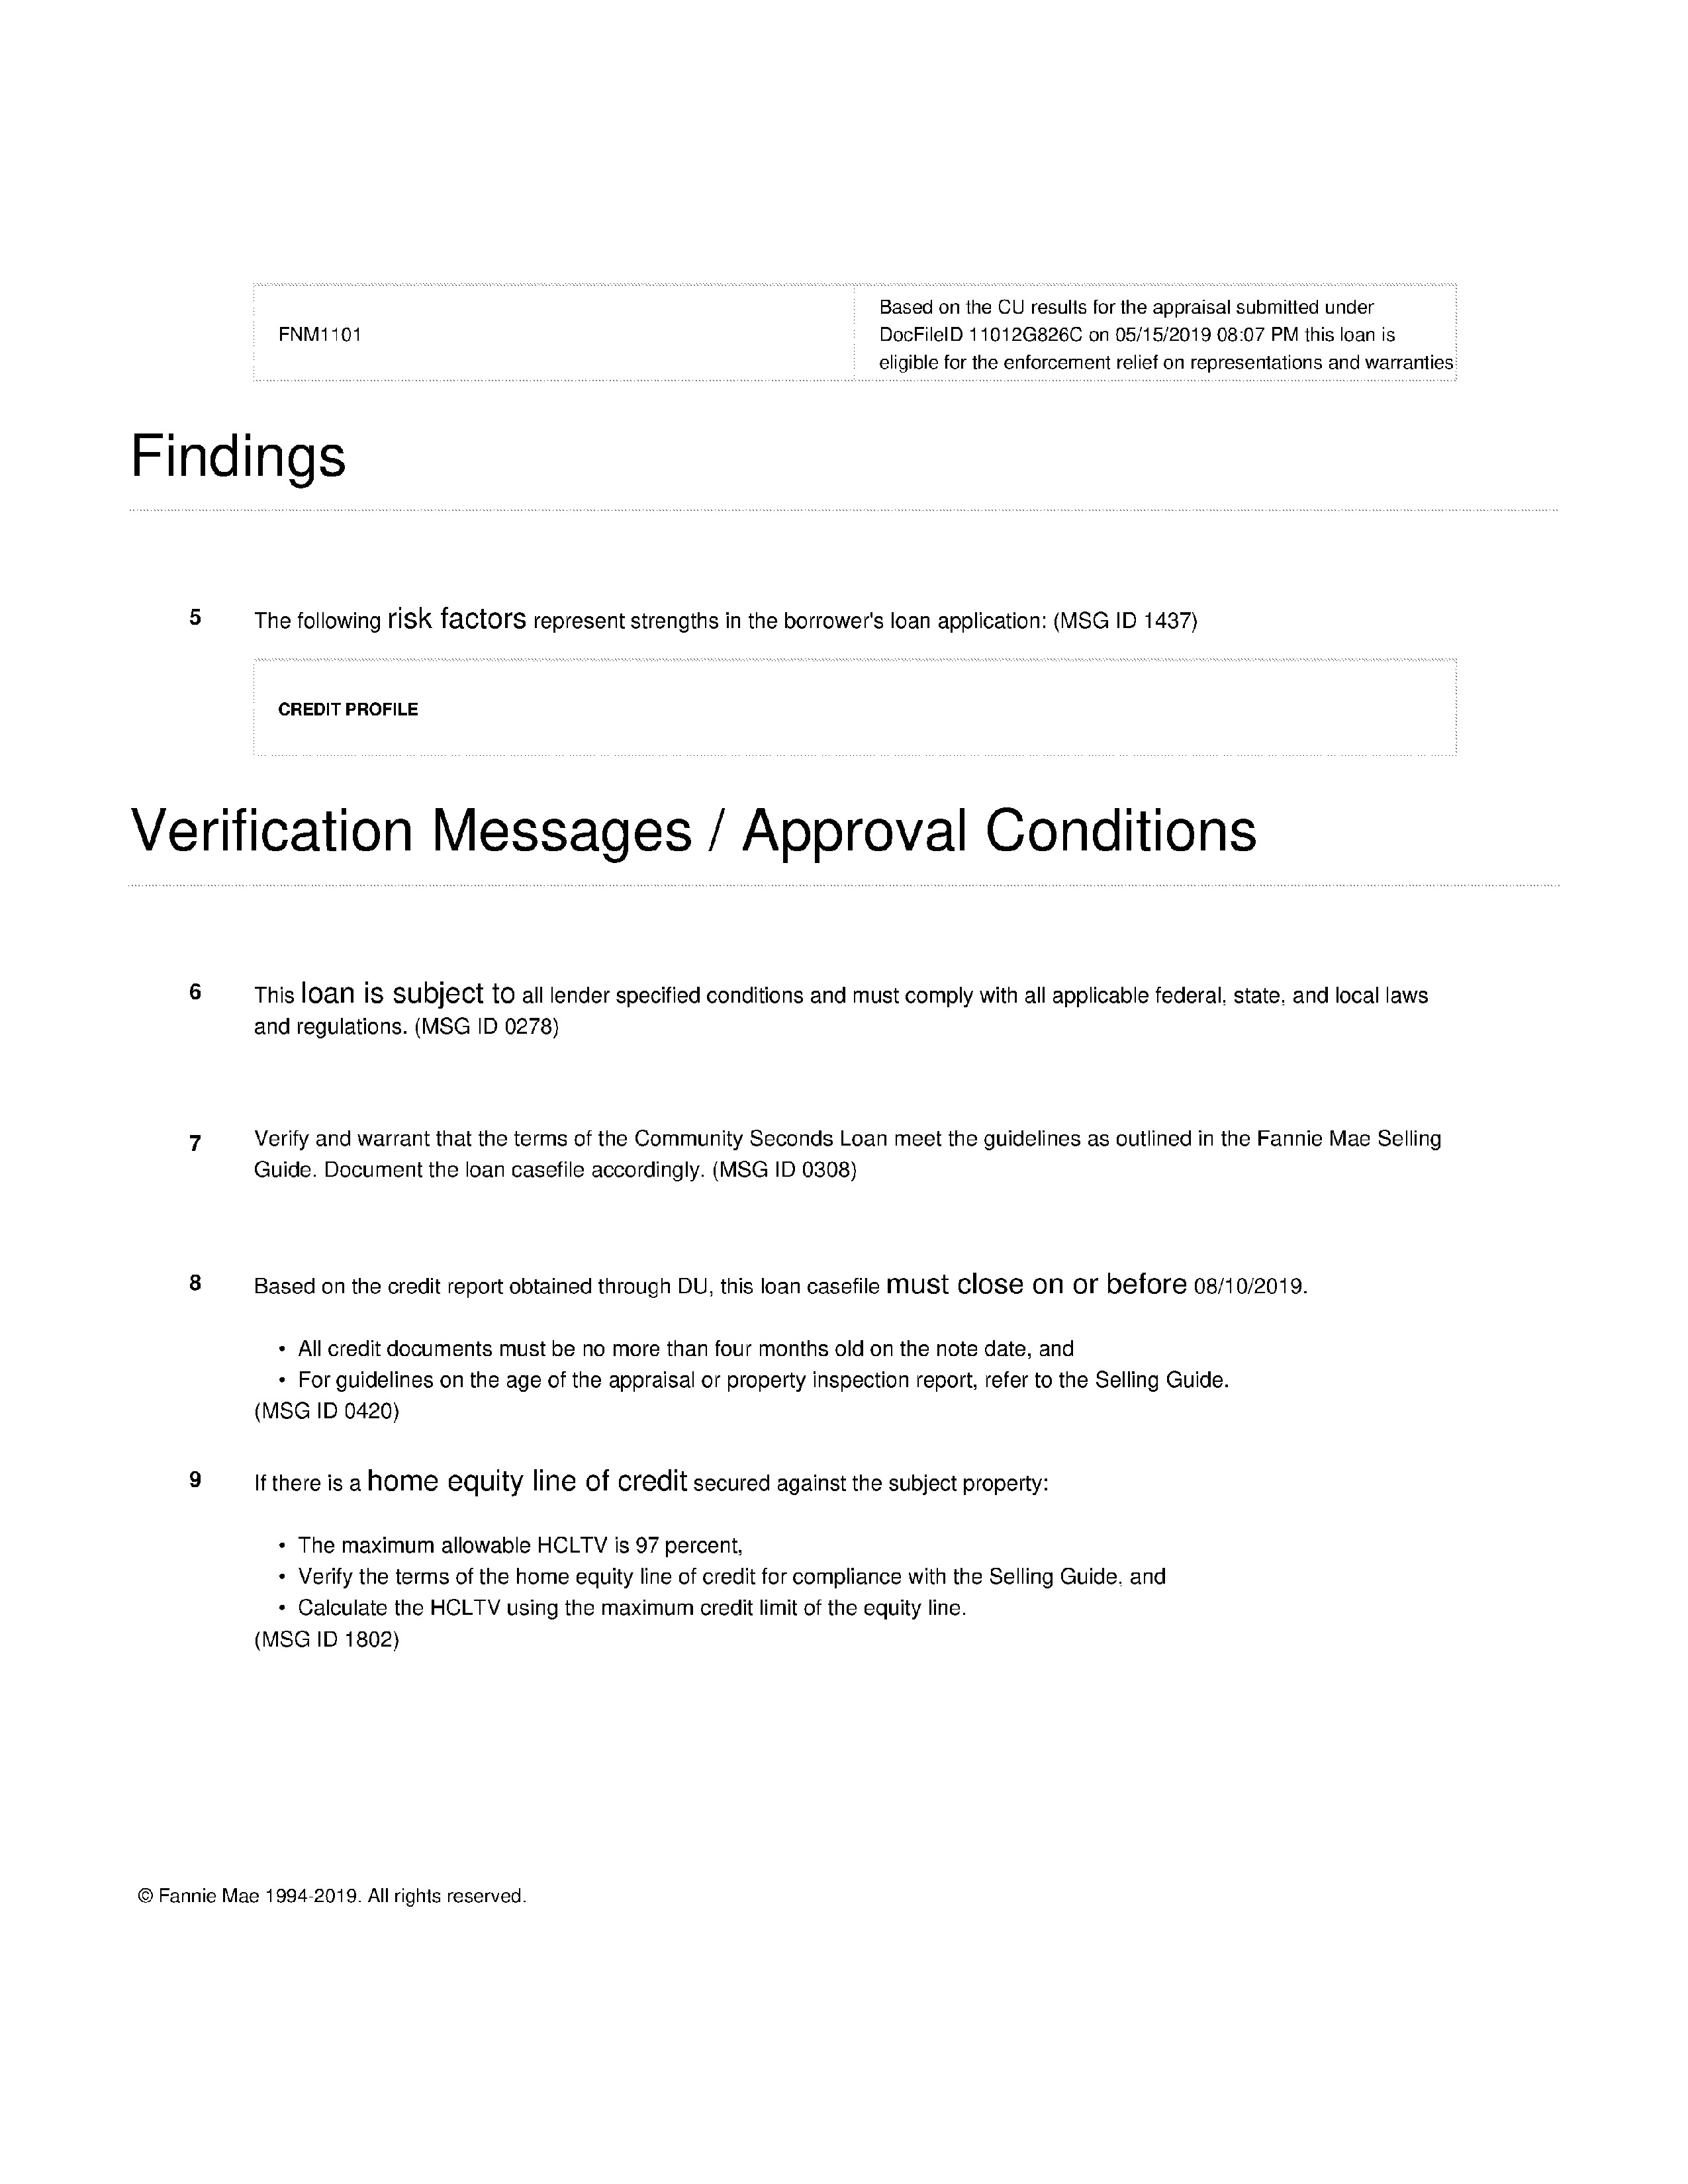 FNM1101
Based on the CU results for the appraisal submitted under
DocFileID 11012G826C on 05/15/2019 08:07 PM this loan is
eligible for the enforcement relief on representations and warranties
Findings
5 The following risk factors represent strengths in the borrower's loan application: (MSG ID 1437)
CREDIT PROFILE
Verification Messages / Approval Conditions
6 This loan is subject to all lender specified conditions and must comply with all applicable federal, state, and local laws
and regulations. (MSG ID 0278)
7 Verify and warrant that the terms of the Community Seconds Loan meet the guidelines as outlined in the Fannie Mae Selling
Guide. Document the loan casefile accordingly. (MSG ID 0308)
8 Based on the credit report obtained through DU, this loan casefile must close on or before 08/10/2019.
• All credit documents must be no more than four months old on the note date, and
• For guidelines on the age of the appraisal or property inspection report, refer to the Selling Guide.
(MSG ID 0420)
9 If there is a home equity line of credit secured against the subject property:
• The maximum allowable HCLTV is 97 percent,
• Verify the terms of the home equity line of credit for compliance with the Selling Guide, and
• Calculate the HCLTV using the maximum credit limit of the equity line.
(MSG ID 1802)
© Fannie Mae 1994-2019. All rights reserved.